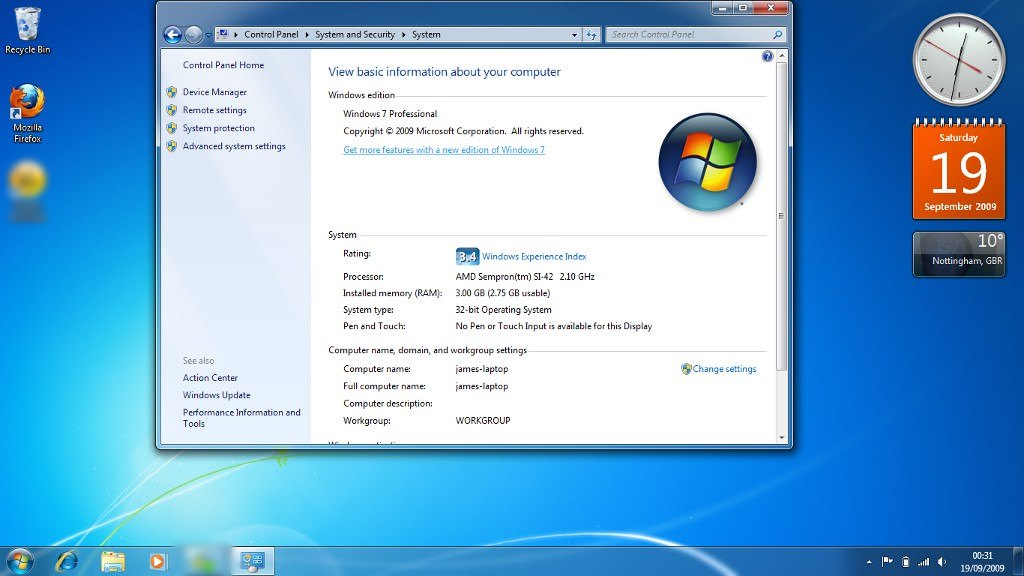 Recycle Bin
Mozilla
Firefox
Control Panel
System and Security
System
Search Control Panel
Control Panel Home
Device Manager
Remote settings
System protection
Advanced system settings
See also
Action Center
Windows Update
Performance Information and
Tools
View basic information about your computer
Windows edition
Windows 7 Professional
Copyright © 2009 Microsoft Corporation. All rights reserved.
Get more features with a new edition of Windows 7
System
Rating:
3,4 Windows Experience Index
Processor:
AMD Sempron(tm) SI-42 2.10 GHz
Installed memory (RAM):
3.00 GB (2.75 GB usable)
System type:
32-bit Operating System
Pen and Touch:
No Pen or Touch Input is available for this Display
Computer name, domain, and workgroup settings
Computer name:
james-laptop
Change settings
Full computer name:
james-laptop
Computer description:
Workgroup:
WORKGROUP
Saturday
19
September 2009
10°
Nottingham, GBR
00:31
19/09/2009